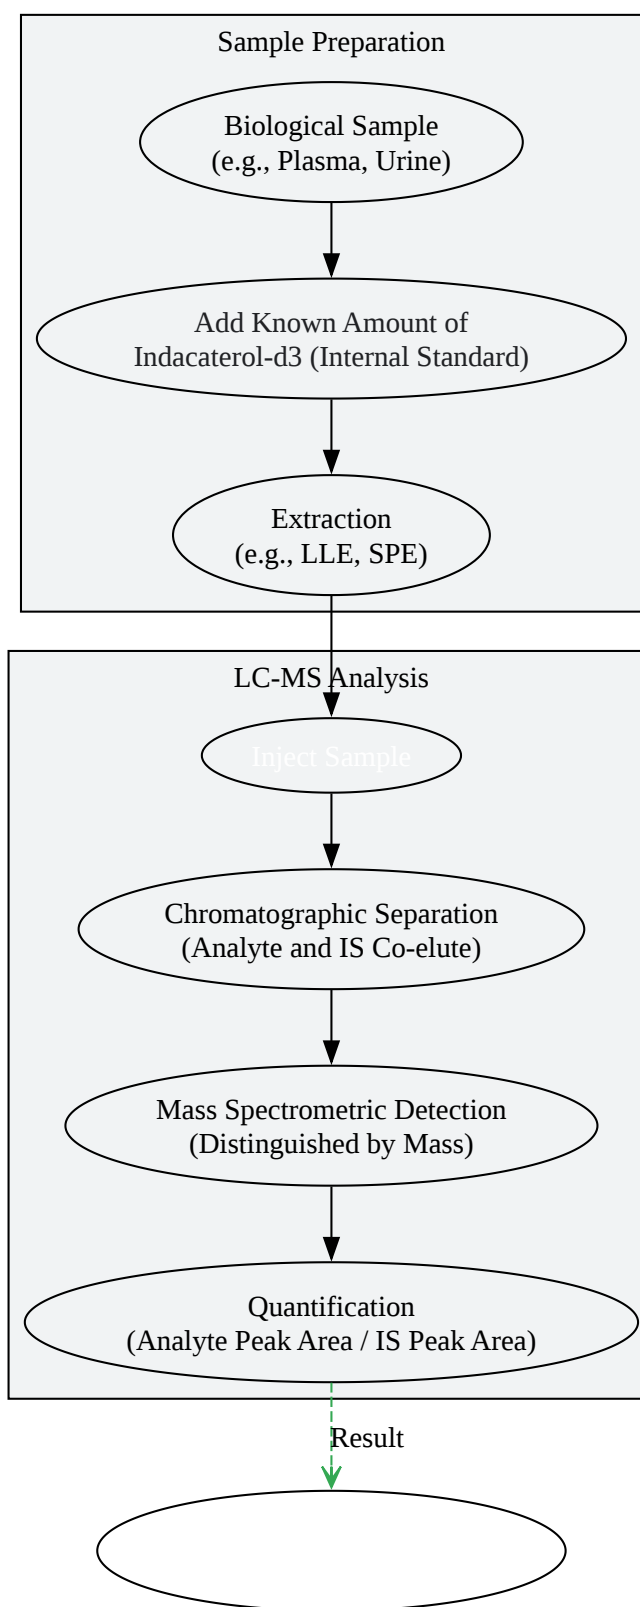 Sample Preparation
Biological Sample
(e.g., Plasma, Urine)
Add Known Amount of
Indacaterol-d3 (Internal Standard)
Extraction
(e.g., LLE, SPE)
LC-MS Analysis
Inject Sample
Chromatographic Separation
(Analyte and IS Co-elute)
Mass Spectrometric Detection
(Distinguished by Mass)
Quantification
(Analyte Peak Area / IS Peak Area)
Result